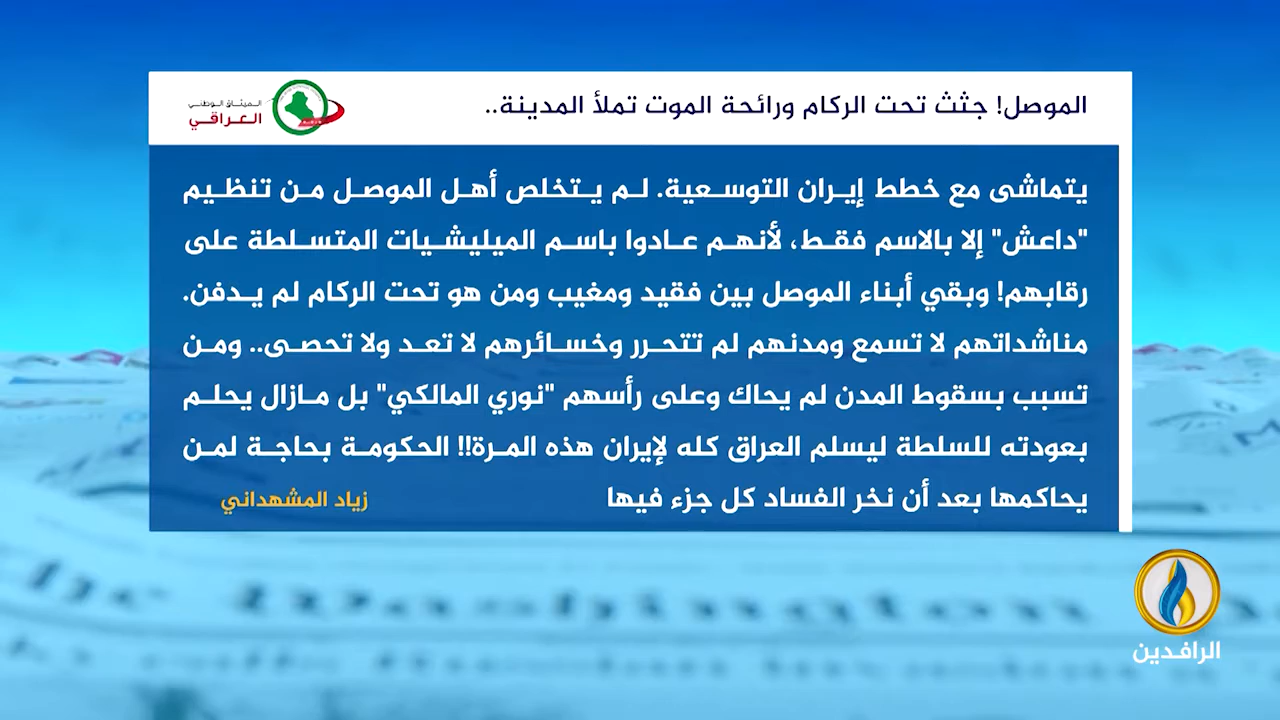 الموصل! جثث تحت الركام ورائحة الموت تملأ المدينة..
الميثاق الوطني
العراقي
يتماشى مع خطط إيران التوسعية. لم يتخلص أهل الموصل من تنظيم
"داعش" إلا بالاسم فقط، لأنهم عادوا باسم الميليشيات المتسلطة على
رقابهم! وبقي أبناء الموصل بين فقيد ومغيب ومن هو تحت الركام لم يدفن.
مناشداتهم لا تسمع ومدنهم لم تتحرر وخسائرهم لا تعد ولا تحصى.. ومن
تسبب بسقوط المدن لم يحاك وعلى رأسهم "نوري المالكي" بل مازال يحلم
بعودته للسلطة ليسلم العراق كله لإيران هذه المرة!! الحكومة بحاجة لمن
يحاكمها بعد أن نخر الفساد كل جزء فيها
زياد المشهداني
الرافدين